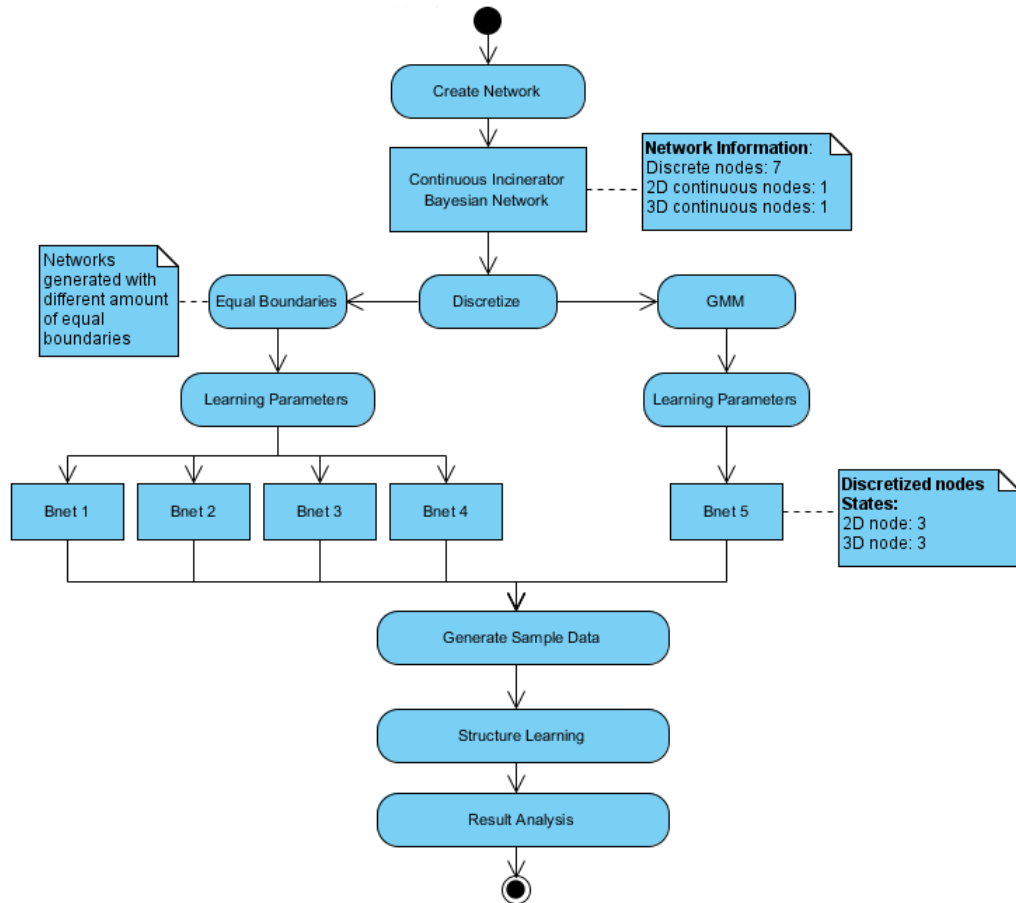 Create Network
Continuous Incinerator
Bayesian Network
Network Information:
Discrete nodes: 7
2D continuous nodes: 1
3D continuous nodes: 1
Networks
generated with
different amount
of equal
boundaries
Equal Boundaries
Discretize
GMM
Learning Parameters
Learning Parameters
Bnet 1
Bnet 2
Bnet 3
Bnet 4
Bnet 5
Discretized nodes
States:
2D node: 3
3D node: 3
Generate Sample Data
Structure Learning
Result Analysis